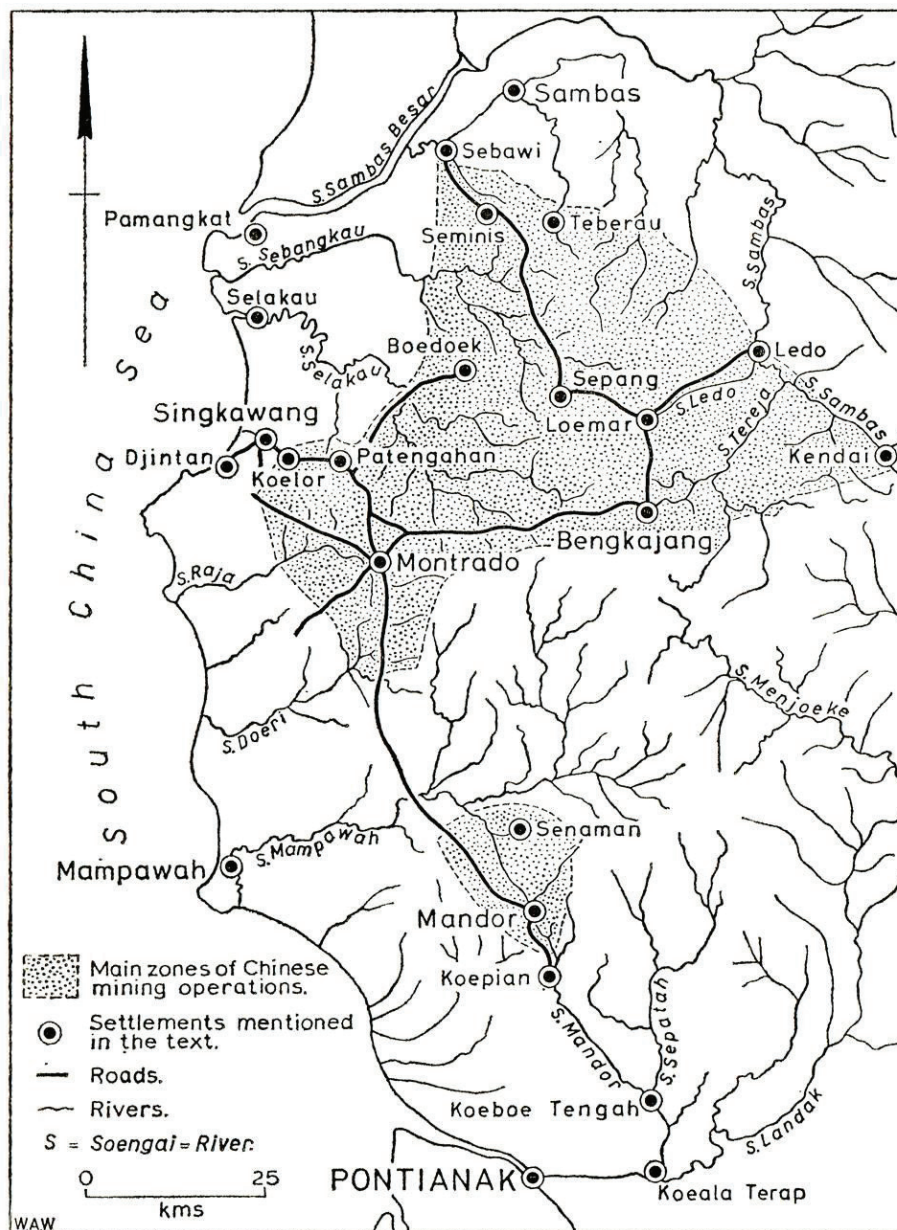 Sambas
S.Sambas Besar
Sebawi
Pamangkat
S. Sebangkau
Seminis
Teberau
S.Sambas
Selakau
S.Selakau
Boedoek
Ledo
Sepang
S.Ledo
S. Sambas
Singkawang
Loemar
S.Tereja
Djintan
Koelor
Patengahan
Kendai
Bengkajang
Montrado
S.Raja
South China Sea
S.Menjoeke
S.Doeri
Senaman
S.Mampawah
Mampawah
Mandor
Koepian
S.Mandor
S.Sepatah
Koeboe Tengah
S.Landak
PONTIANAK
Koeala Terap
Main zones of Chinese
mining operations.
Settlements mentioned
in the text.
Roads.
Rivers.
S = Soengai = River.
0 25
kms
WAW